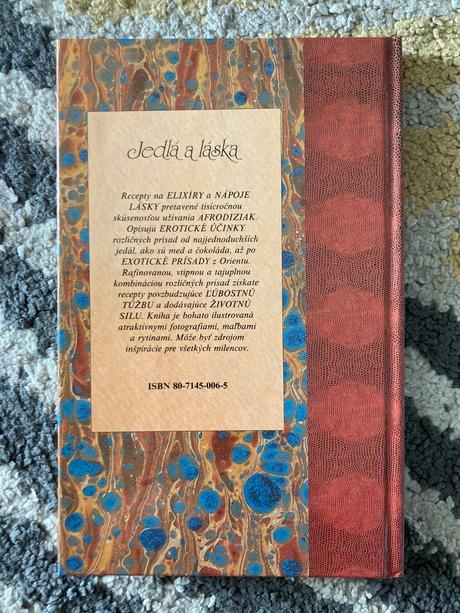 Jedlá a láska
Recepty na ELIXÍRY a NÁPOJE
LÁSKY pretavené tisícročnou
skúsenosťou užívania AFRODIZIAK.
Opisujú EROTICKÉ ÚČINKY
rozličných prísad od najjednoduchších
jedál, ako sú med a čokoláda, až po
EXOTICKÉ PRÍSADY z Orientu.
Rafinovanou, vtipnou a tajuplnou
kombináciou rozličných prísad získate
recepty povzbudzujúce ĽÚBOSTNÚ
TÚŽBU a dodávajúce ŽIVOTNÚ
SILU. Kniha je bohato ilustrovaná
atraktívnymi fotografiami, maľbami
a rytinami. Môže byť zdrojom
inšpirácie pre všetkých milencov.
ISBN 80-7145-006-5